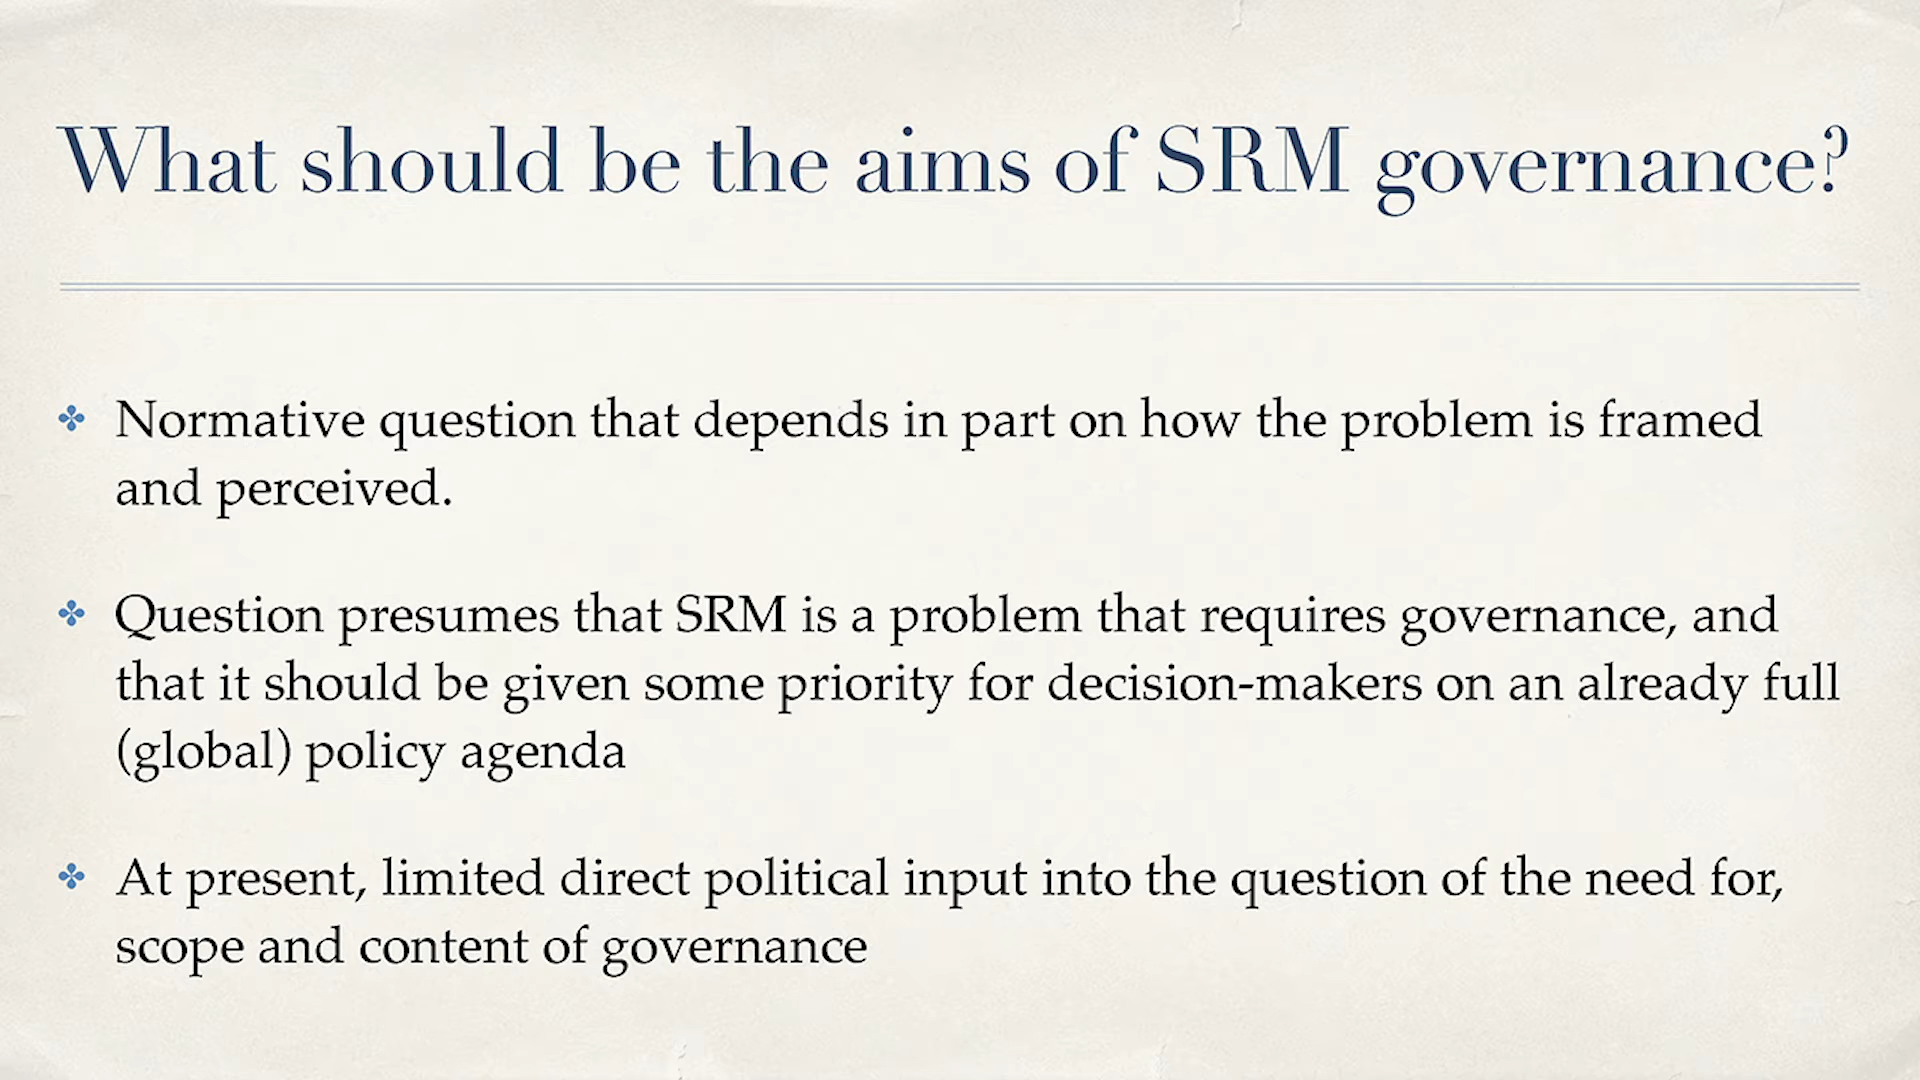 What should be the aims of SRM governance?
Normative question that depends in part on how the problem is framed
and perceived.
Question presumes that SRM is a problem that requires governance, and
that it should be given some priority for decision-makers on an already full
(global) policy agenda
At present, limited direct political input into the question of the need for,
scope and content of governance